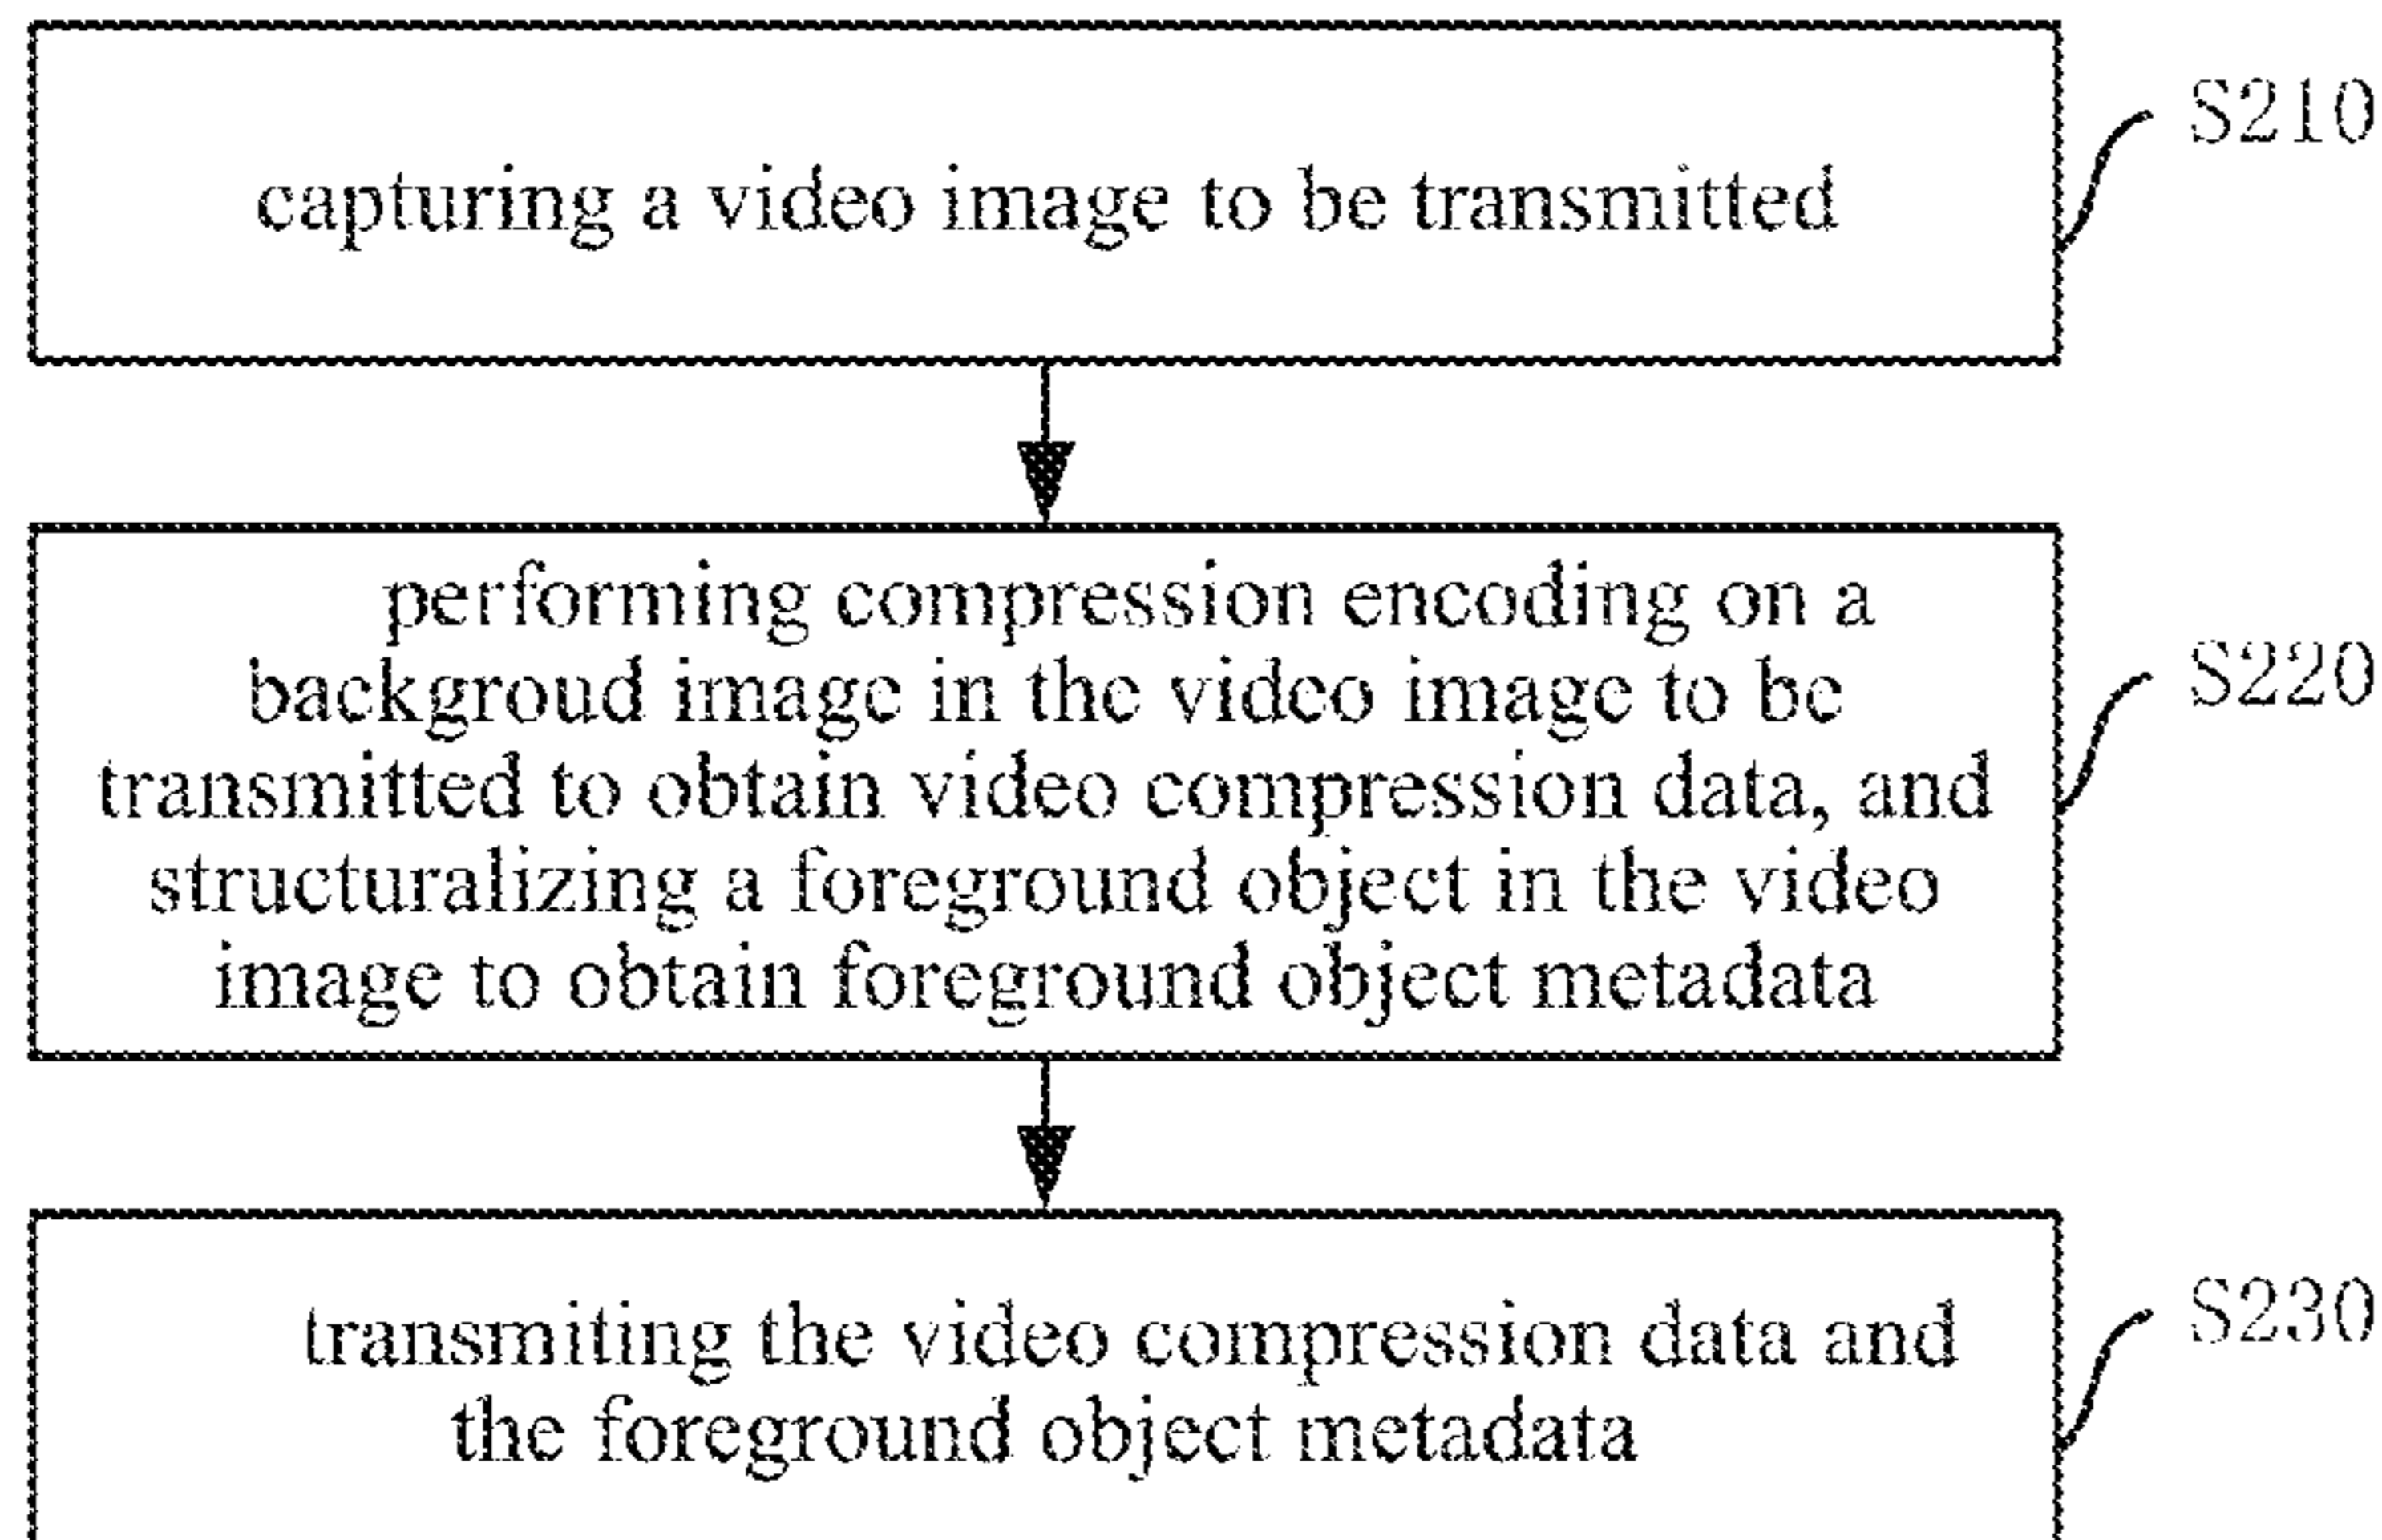 S210
capturing a video image to be transmitted
performing compression encoding on a
backgroud image in the video image to be
transmitted to obtain video compression data, and
structuralizing a foreground object in the video
image to obtain foreground object metadata
S220
transmiting the video compression data and
the foreground object metadata
S230